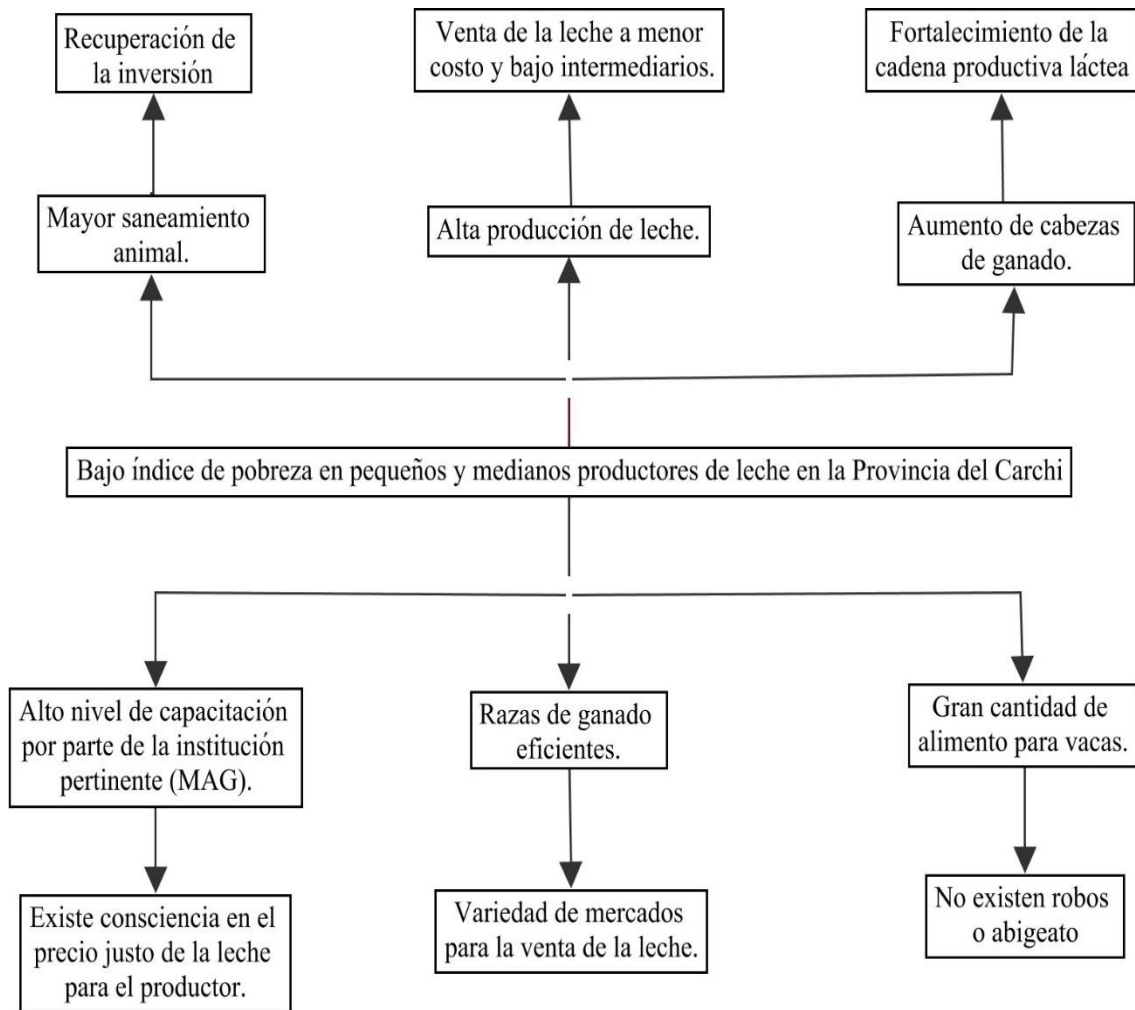 Recuperación de
la inversión
Venta de la leche a menor
costo y bajo intermediarios.
Fortalecimiento de la
cadena productiva láctea
Mayor saneamiento
animal.
Alta producción de leche.
Aumento de cabezas
de ganado.
Bajo índice de pobreza en pequeños y medianos productores de leche en la Provincia del Carchi
Alto nivel de capacitación
por parte de la institución
pertinente (MAG).
Razas de ganado
eficientes.
Gran cantidad de
alimento para vacas.
Existe consciencia en el
precio justo de la leche
para el productor.
Variedad de mercados
para la venta de la leche.
No existen robos
o abigeato